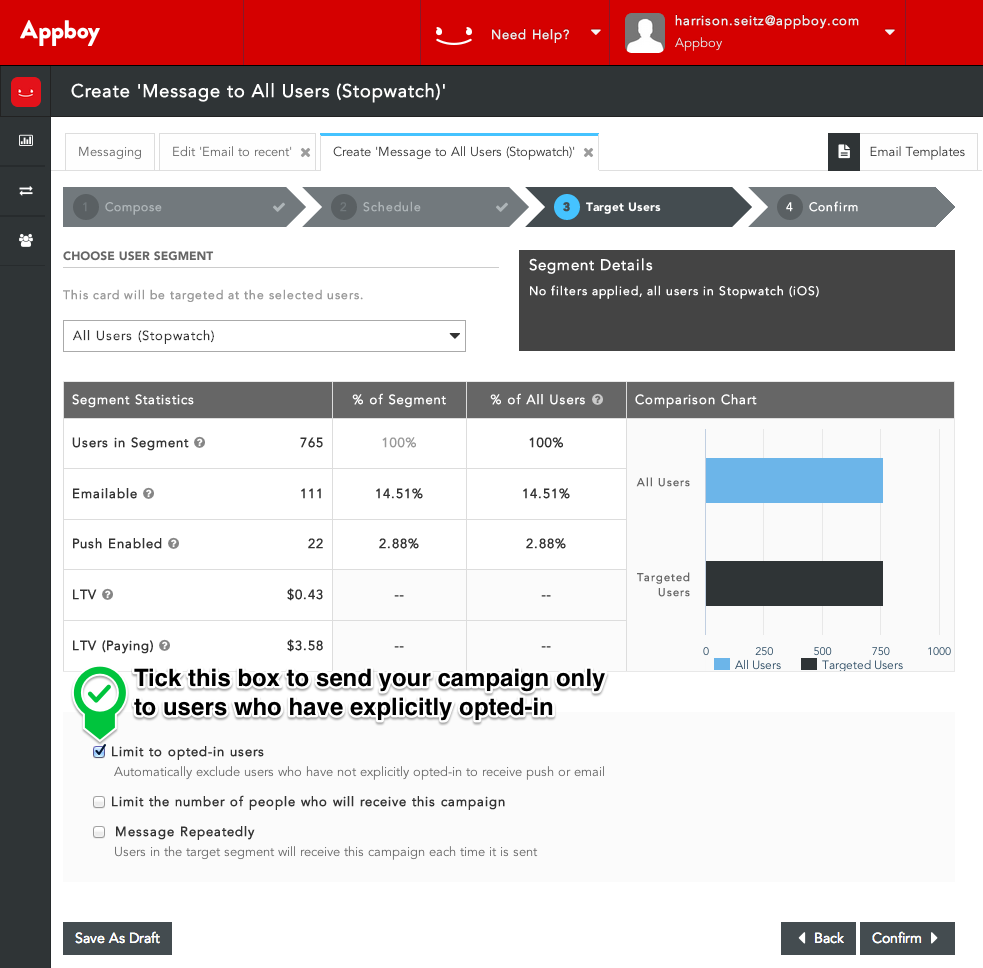 Appboy
Need Help?
harrison.seitz@appboy.com
Appboy
Create 'Message to All Users (Stopwatch)'
Messaging
Edit 'Email to recent'
Create 'Message to All Users (Stopwatch)'
Email Templates
1 Compose
2 Schedule
3 Target Users
4 Confirm
CHOOSE USER SEGMENT
This card will be targeted at the selected users.
All Users (Stopwatch)
Segment Details
No filters applied, all users in Stopwatch (iOS)
Segment Statistics % of Segment % of All Users ? Comparison Chart
Users in Segment ? 765 100% 100%
Emailable ? 111 14.51% 14.51%
Push Enabled ? 22 2.88% 2.88%
LTV ? $0.43 -- --
LTV (Paying) ? $3.58 -- --
All Users
Targeted
Users
0 250 500 750 1000
All Users Targeted Users
Tick this box to send your campaign only
to users who have explicitly opted-in
Limit to opted-in users
Automatically exclude users who have not explicitly opted-in to receive push or email
Limit the number of people who will receive this campaign
Message Repeatedly
Users in the target segment will receive this campaign each time it is sent
Save As Draft
Back
Confirm